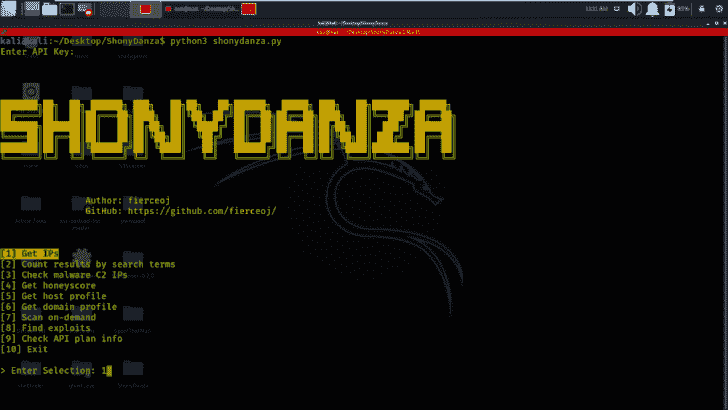 kali@kali:~/Desktop/ShonyDanza$ python3 shonydanza.py
Enter API Key:
SHONYDANZA
Author: fierceoj
GitHub: https://github.com/fierceoj/
[1] Get IPs
[2] Count results by search terms
[3] Check malware C2 IPs
[4] Get honeyscore
[5] Get host profile
[6] Get domain profile
[7] Scan on-demand
[8] Find exploits
[9] Check API plan info
[10] Exit
> Enter Selection: 1